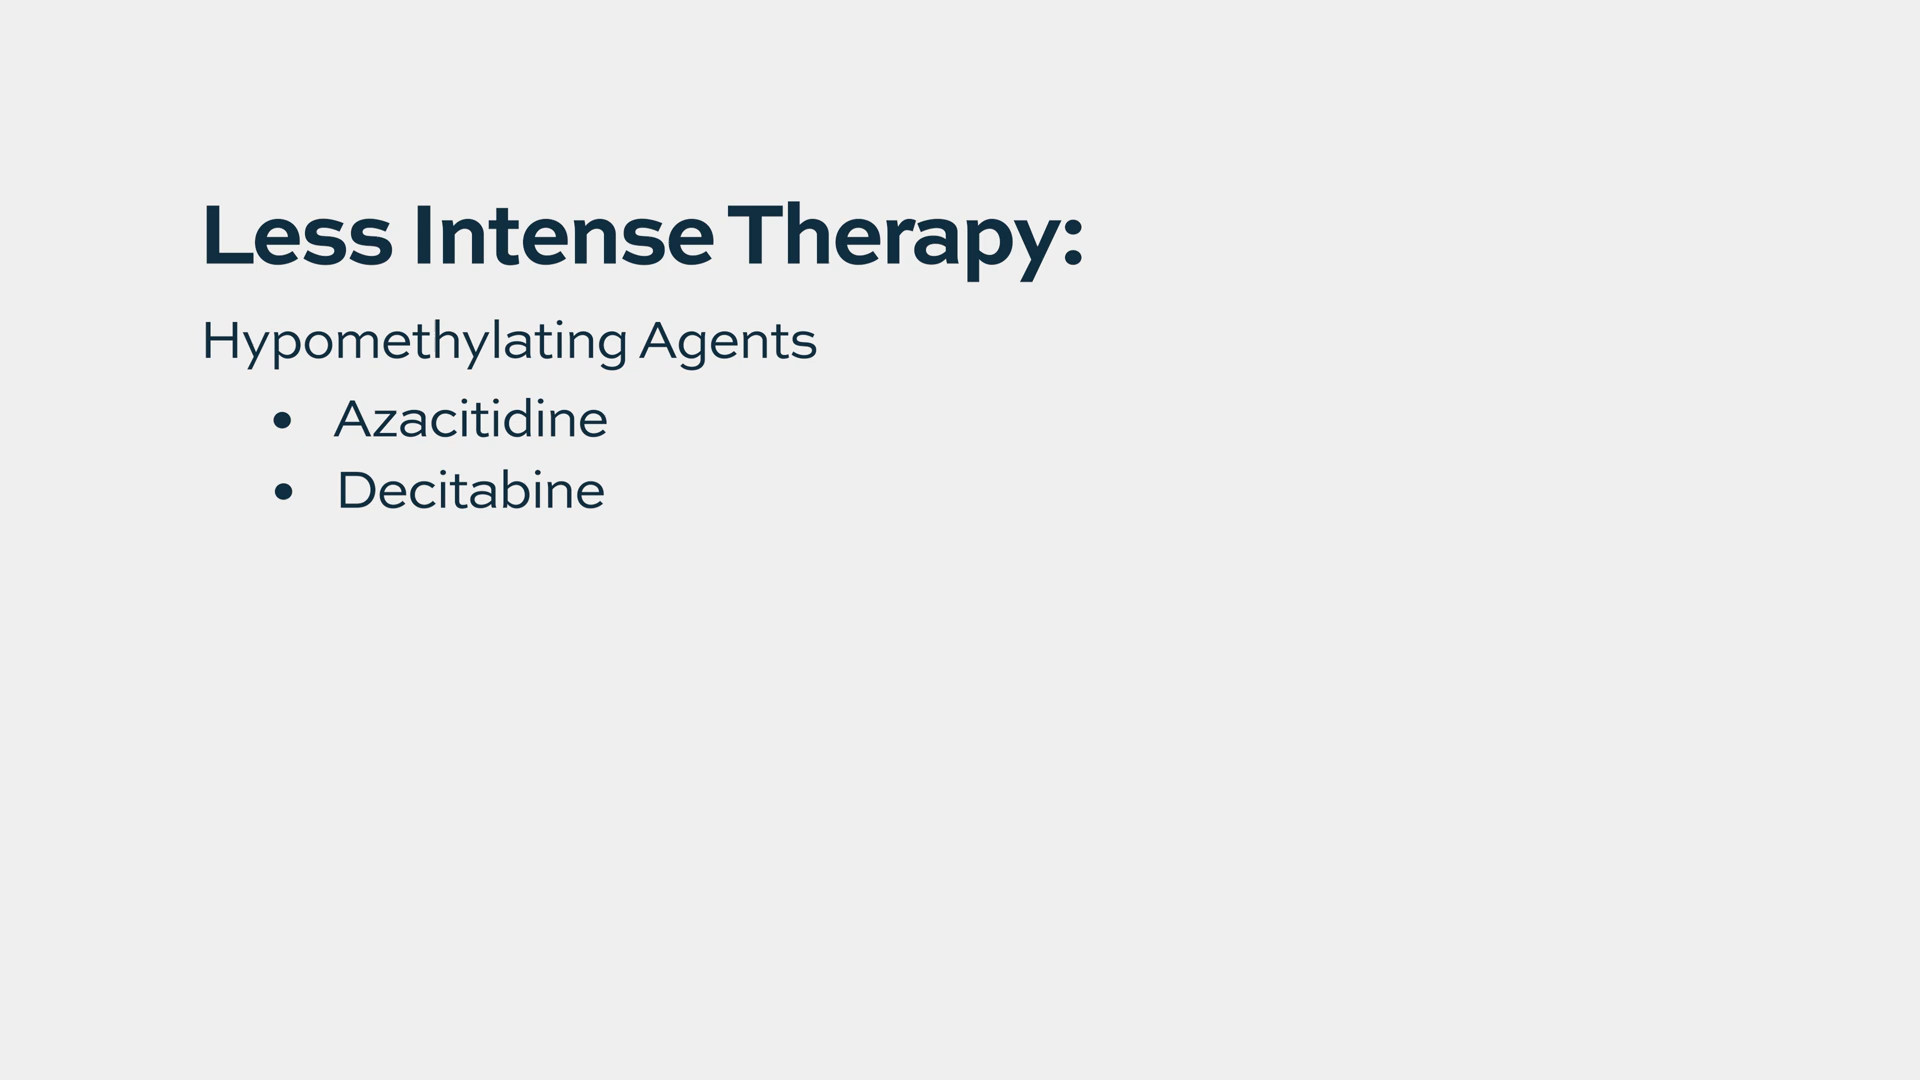 Less Intense Therapy:
Hypomethylating Agents
• Azacitidine
• Decitabine